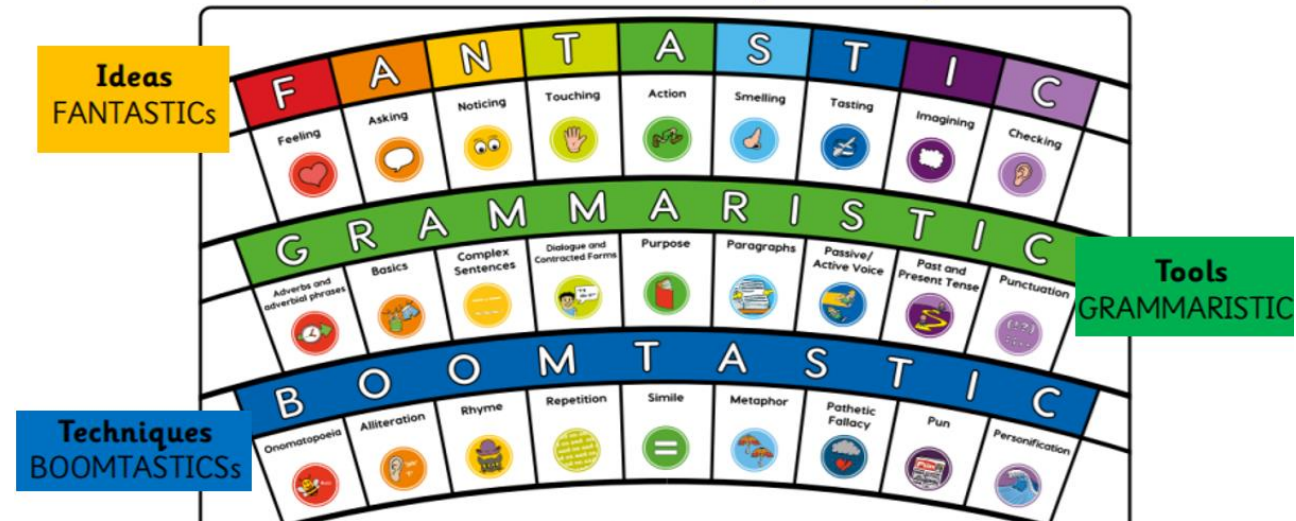 Ideas
FANTASTICs
F A N T A S T I C
Feeling
Asking
Noticing
Touching
Action
Smelling
Tasting
Imagining
Checking
G R A M M A R I S T I C
Adverbs and
adverbial phrases
Basics
Complex
Sentences
Dialogue and
Contracted Forms
Purpose
Paragraphs
Passive/
Active Voice
Past and
Present Tense
Punctuation
(!?)
Tools
GRAMMARISTIC
B O O M T A S T I C
Techniques
BOOMTASTICSs
Onomatopoeia
Alliteration
Rhyme
Repetition
Simile
=
Metaphor
Pathetic
Fallacy
Pun
Personification